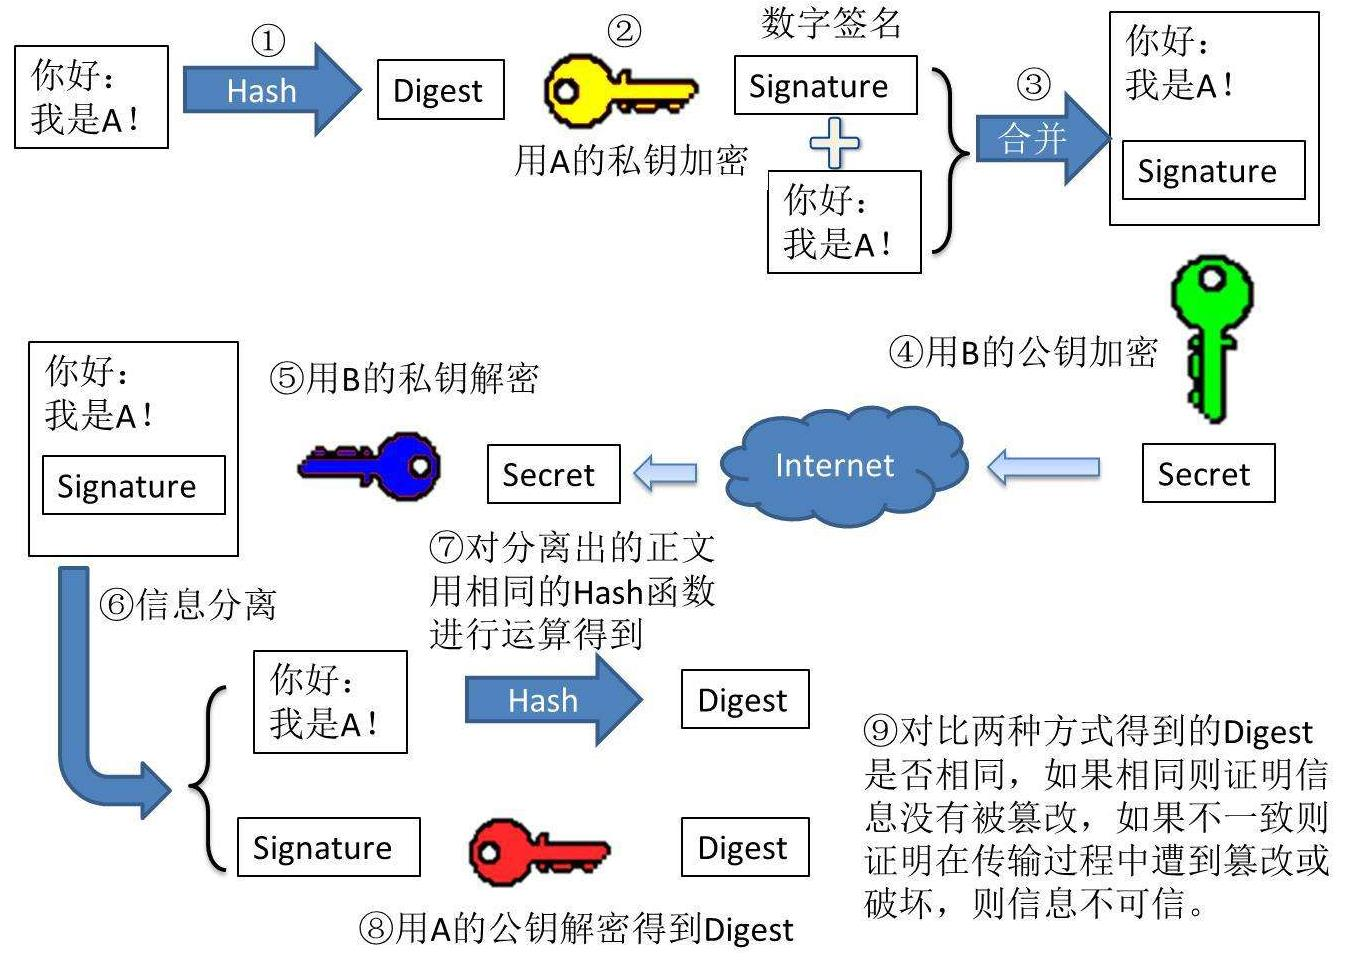 你好：
我是A！
①
Hash
Digest
②
用A的私钥加密
数字签名
Signature
你好：
我是A！
③
合并
你好：
我是A！
Signature
④用B的公钥加密
Secret
Internet
Secret
⑤用B的私钥解密
你好：
我是A！
Signature
⑥信息分离
你好：
我是A！
Signature
⑦对分离出的正文
用相同的Hash函数
进行运算得到
Hash
Digest
⑧用A的公钥解密得到Digest
Digest
⑨对比两种方式得到的Digest
是否相同，如果相同则证明信
息没有被篡改，如果不一致则
证明在传输过程中遭到篡改或
破坏，则信息不可信。